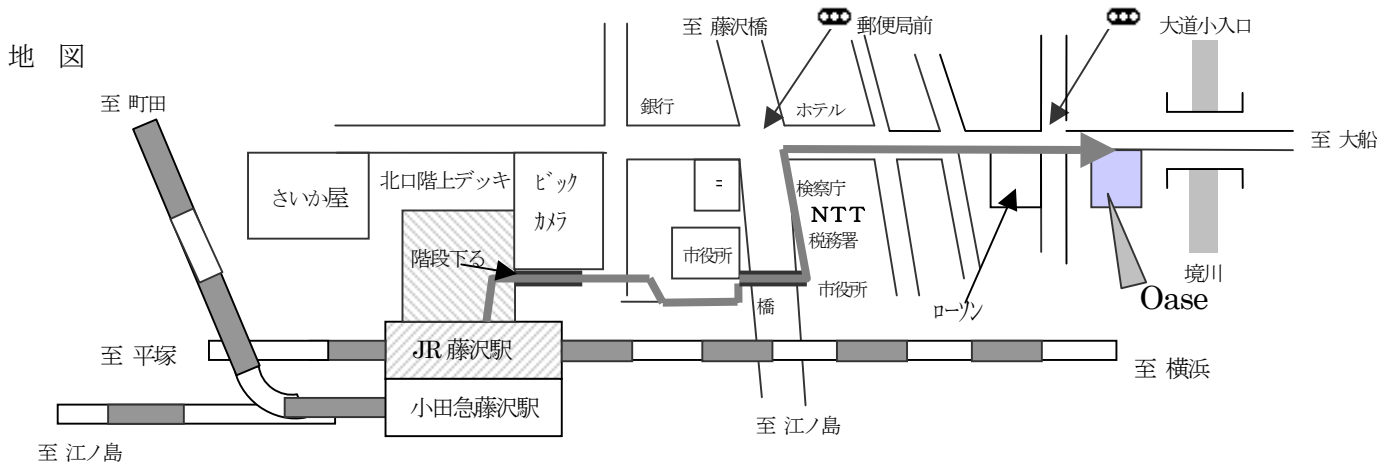 地 図
至 町田
至 藤沢橋
郵便局前
大道小入口
銀行
ホテル
至 大船
さいか屋
北口階上デッキ
ビック
カメラ
=
検察庁
NTT
税務署
階段下る
市役所
市役所
橋
ローソン
境川
Oase
至 平塚
JR 藤沢駅
至 横浜
小田急藤沢駅
至 江ノ島
至 江ノ島